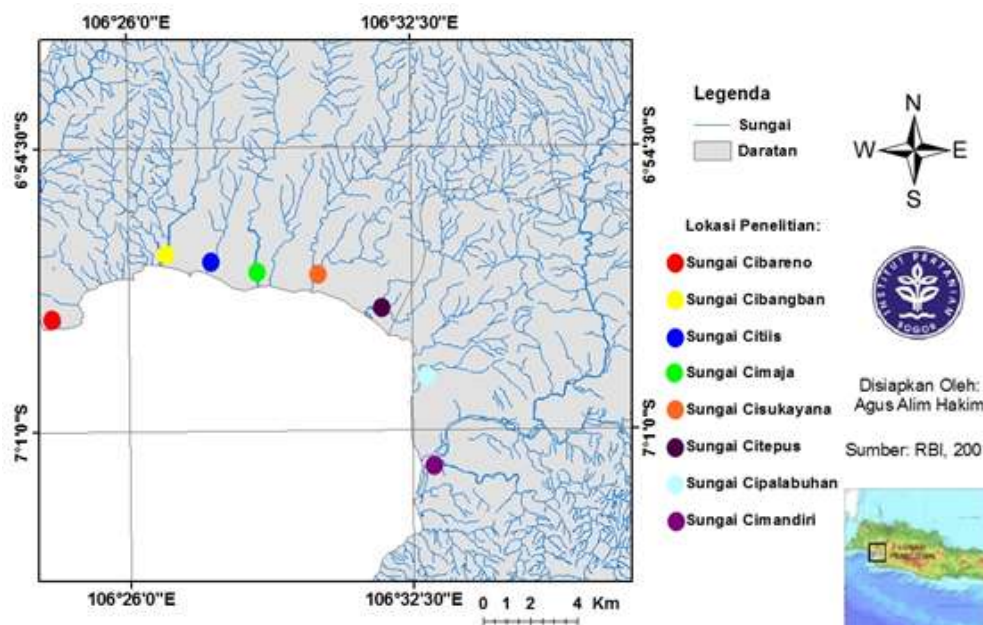 106°26'0"E
106°32'30"E
6°54'30"S
6°54'30"S
7°1'0"S
7°1'0"S
106°26'0"E
106°32'30"E
0 1 2 4 Km
Legenda
Sungai
Daratan
N
W E
S
Lokasi Penelitian:
Sungai Cibareno
Sungai Cibangban
Sungai Citiis
Sungai Cimaja
Sungai Cisukayana
Sungai Citepus
Sungai Cipalabuhan
Sungai Cimandiri
INSTITUT PERTANIAN
BOGOR
Disiapkan Oleh:
Agus Alim Hakim
Sumber: RBI, 200